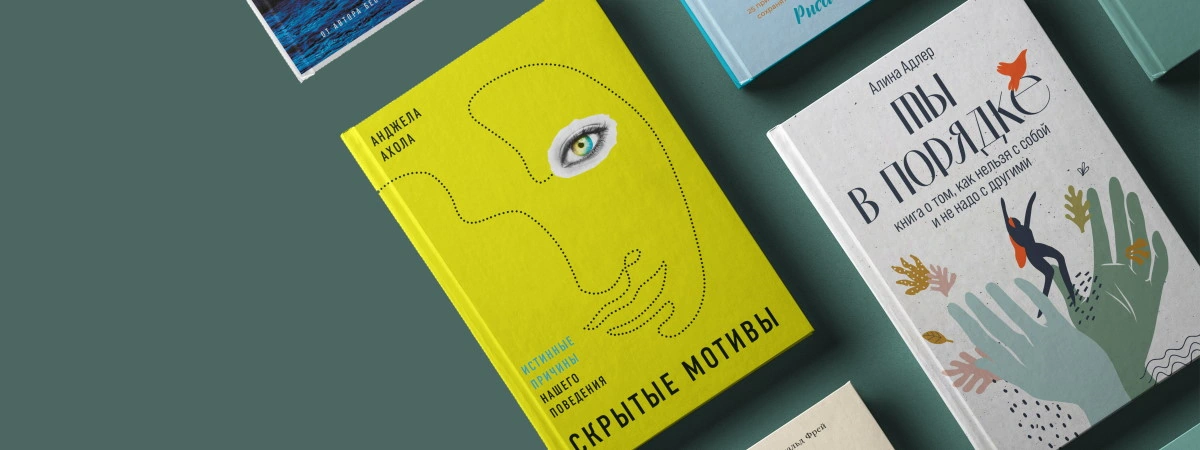 ОТ АВТОРА
АНДЖЕЛА
АХОЛА
ИСТИННЫЕ
ПРИЧИНЫ
НАШЕГО
ПОВЕДЕНИЯ
СКРЫТЫЕ МОТИВЫ
Алина Адлер
ТЫ
В ПОРЯДКЕ
книга о том, как нельзя с собой
и не надо с другими
Фрей